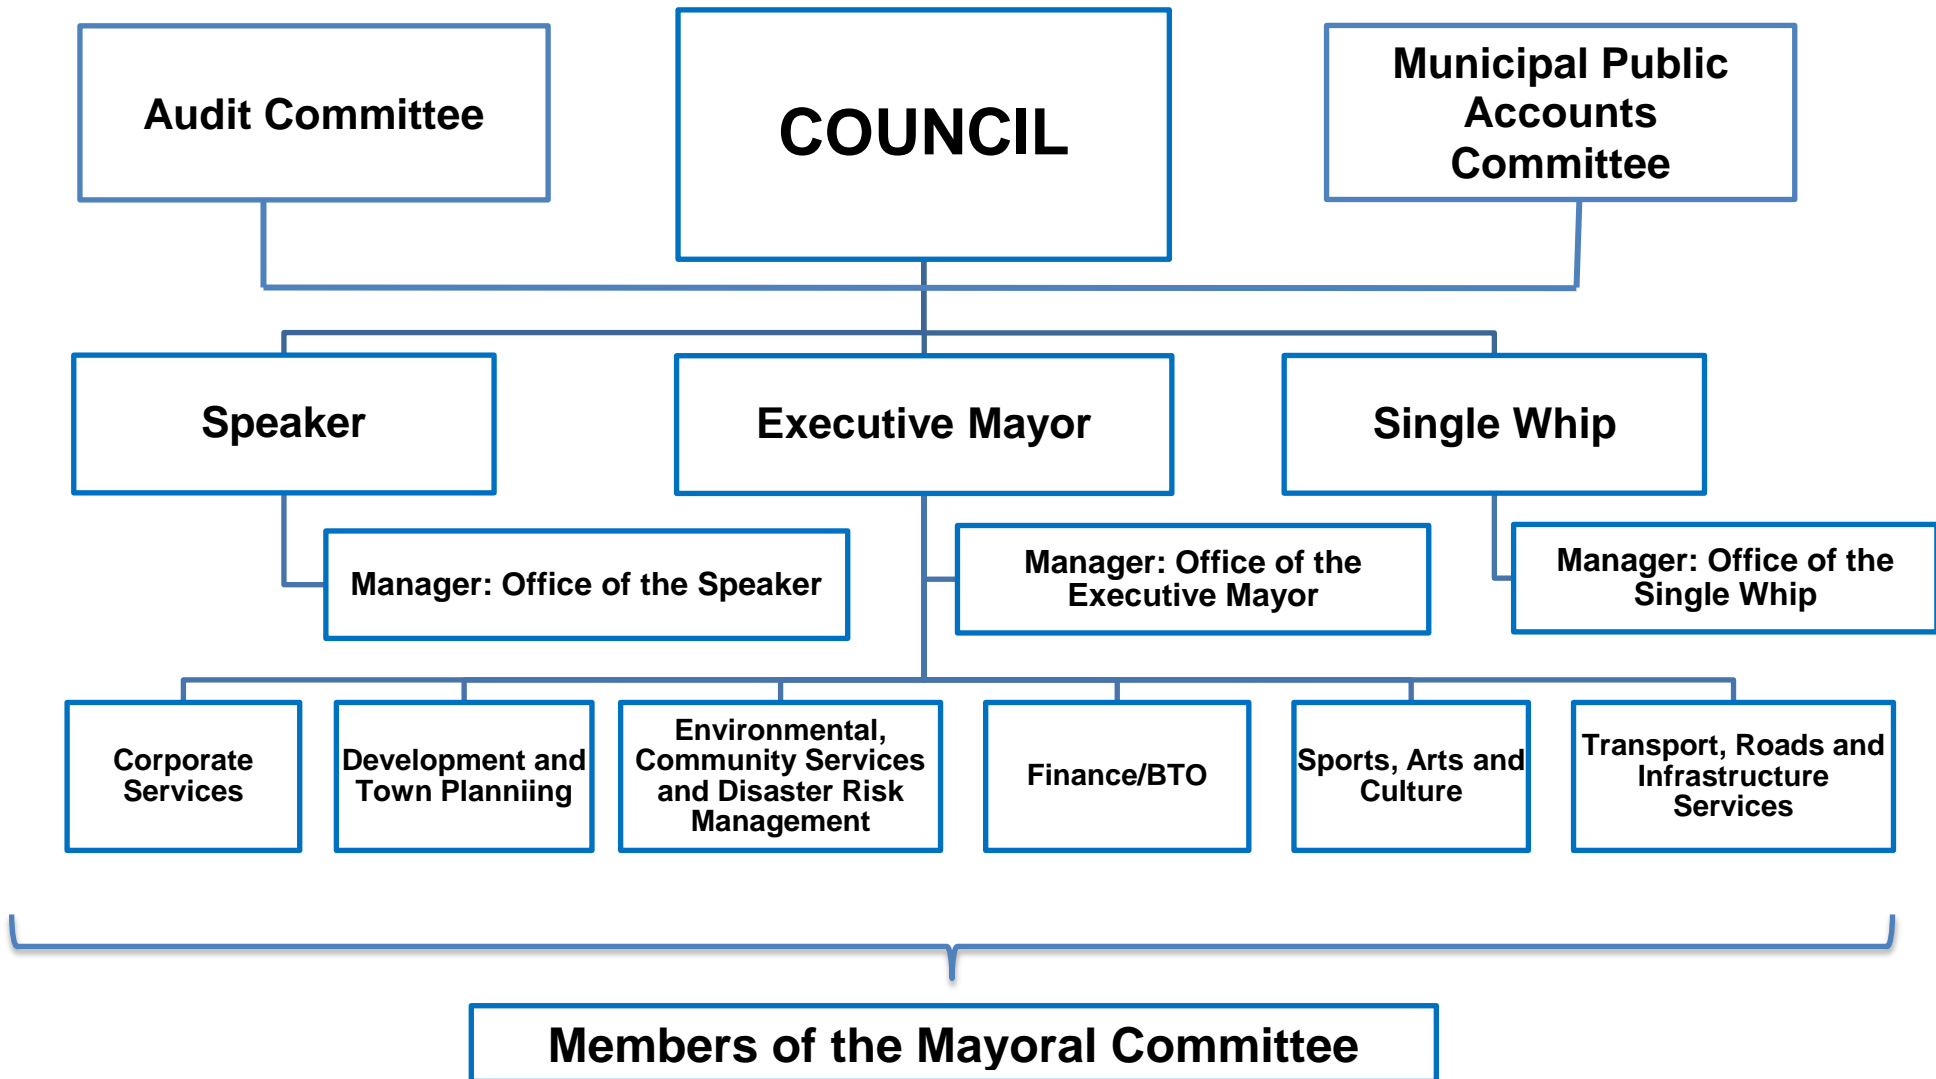 Audit Committee
COUNCIL
Municipal Public
Accounts
Committee
Speaker
Executive Mayor
Single Whip
Manager: Office of the Speaker
Manager: Office of the
Executive Mayor
Manager: Office of the
Single Whip
Corporate
Services
Development and
Town Planniing
Environmental,
Community Services
and Disaster Risk
Management
Finance/BTO
Sports, Arts and
Culture
Transport, Roads and
Infrastructure
Services
Members of the Mayoral Committee